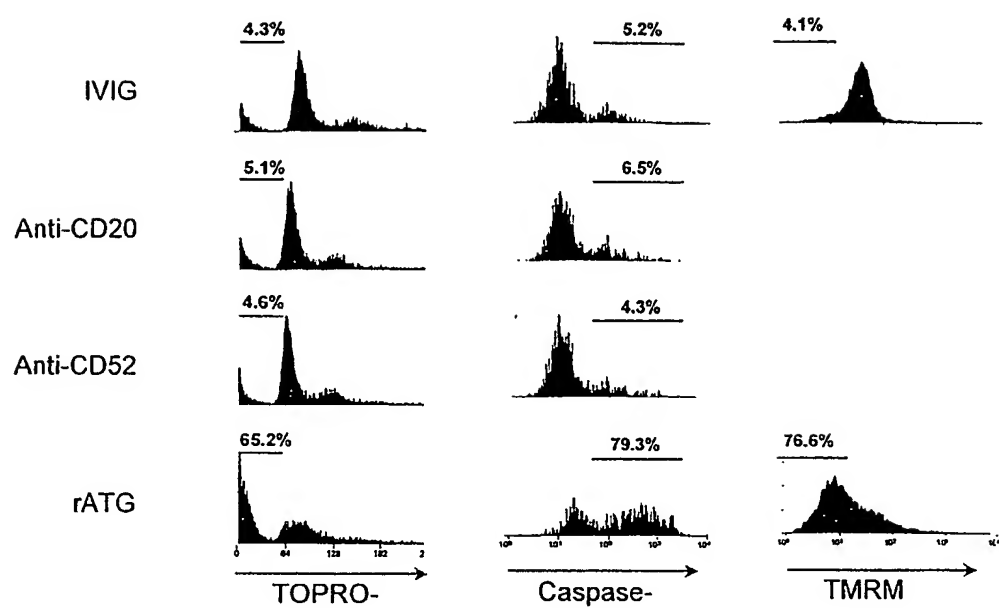 4.3% 5.2% 4.1%
IVIG
5.1% 6.5%
Anti-CD20
4.6% 4.3%
Anti-CD52
65.2% 79.3% 76.6%
rATG
0 64 128 192
TOPRO- Caspase- TMRM